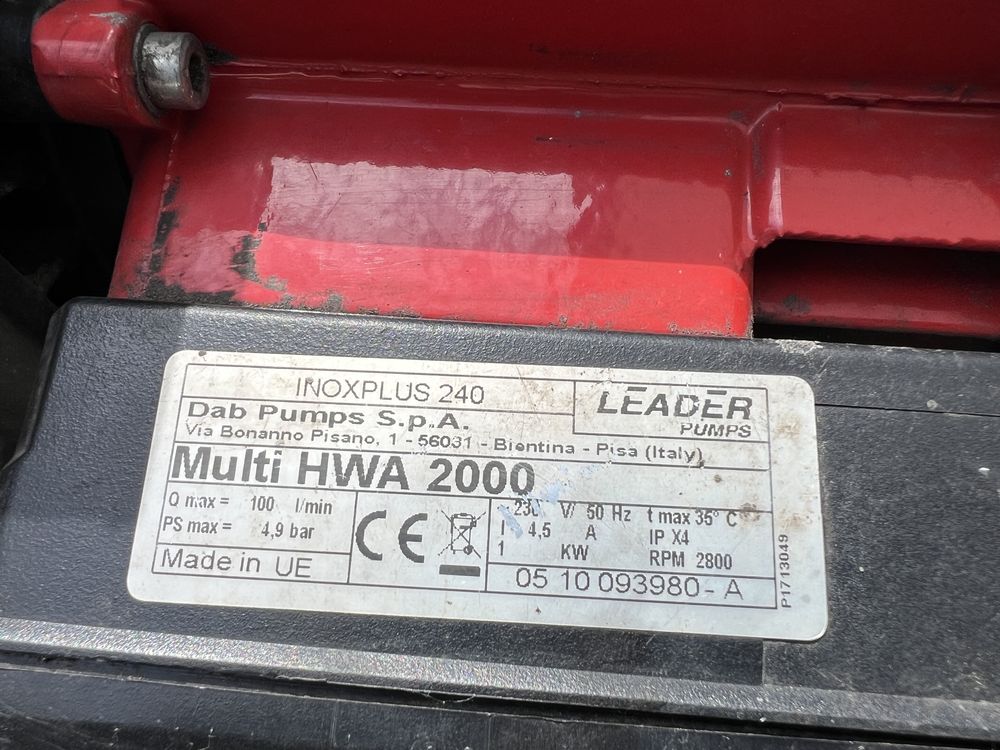 INOXPLUS 240
LEADER
PUMPS
Dab Pumps S.p.A.
Via Bonanno Pisano, 1 - 56031 - Bientina - Pisa (Italy)
Multi HWA 2000
Q max = 100 l/min
PS max = 4,9 bar
Made in UE
CE
V/ 50 Hz t max 35° C
I 4,5 A IP X4
1 KW RPM 2800
05 10 093980 - A
P1713049